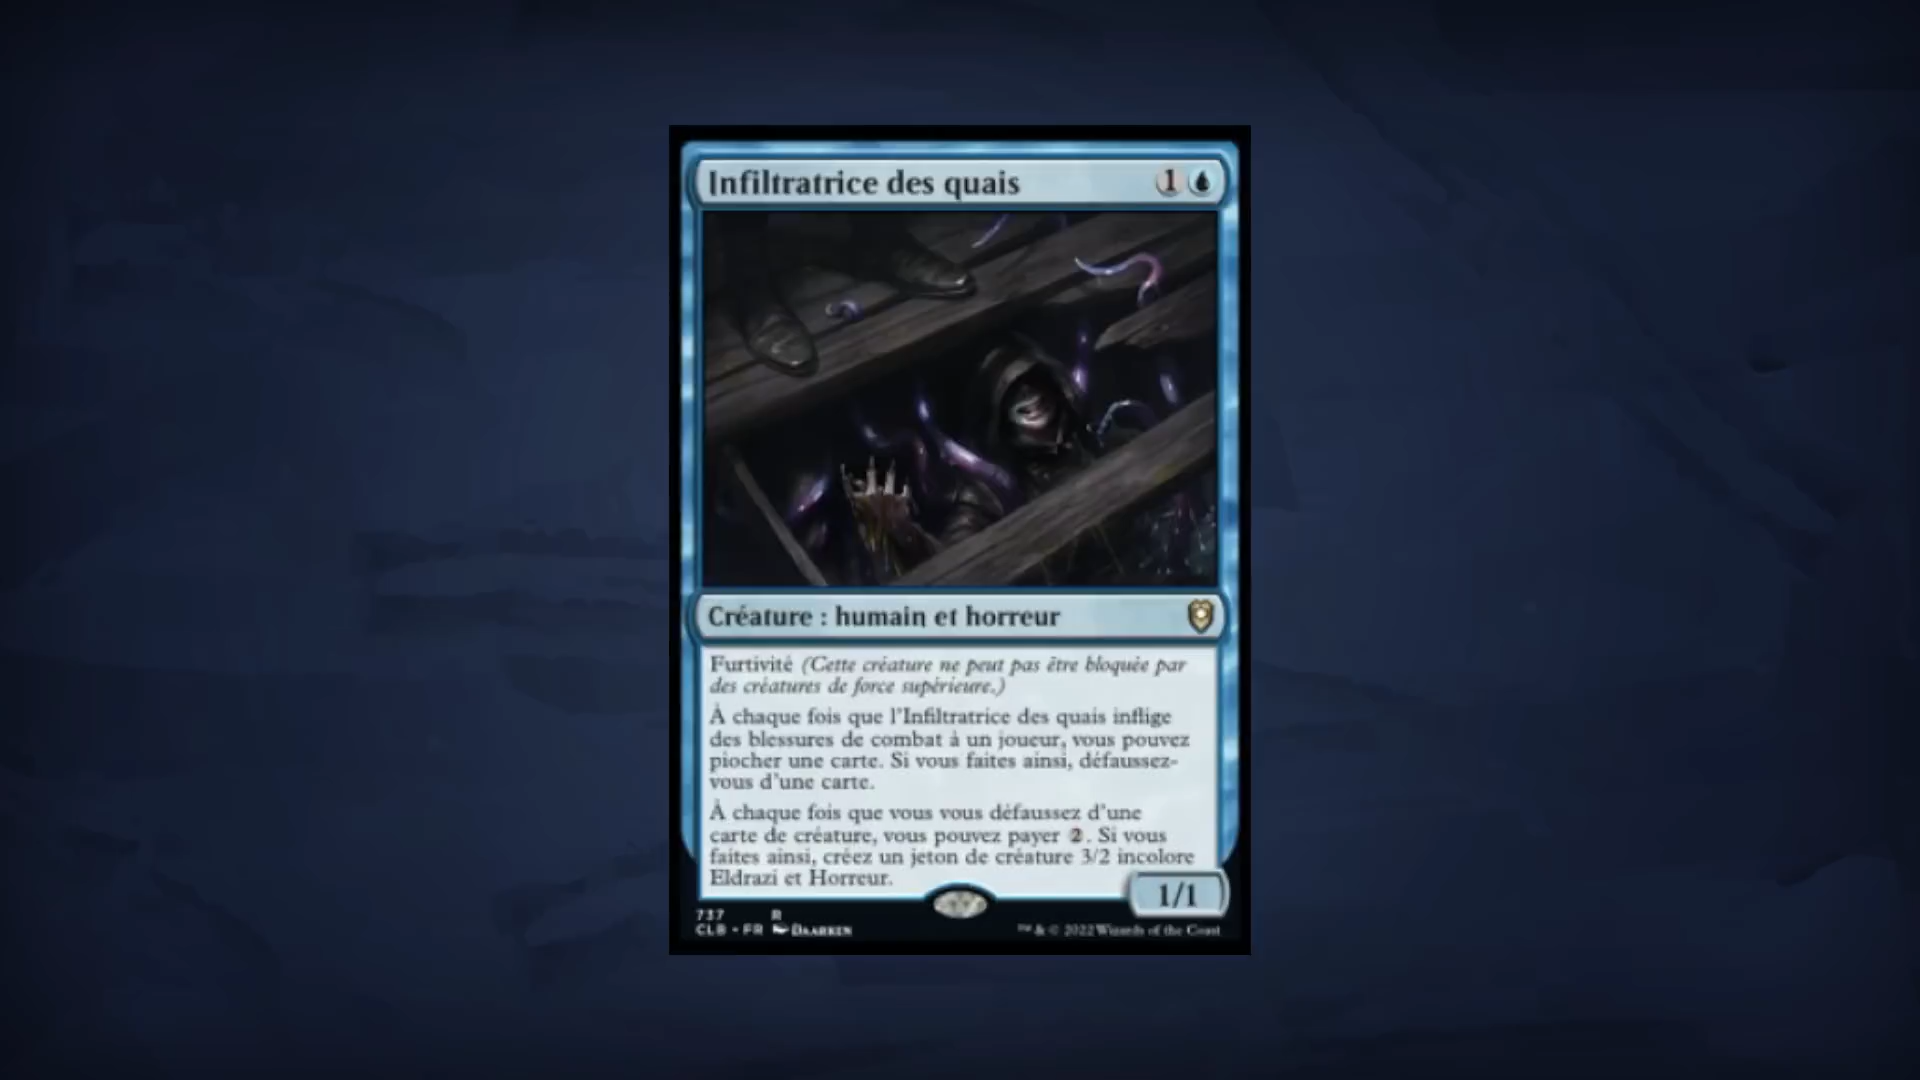 Infiltratrice des quais 1
Créature : humain et horreur
Furtivité (Cette créature ne peut pas être bloquée par
des créatures de force supérieure.)
À chaque fois que l'Infiltratrice des quais inflige
des blessures de combat à un joueur, vous pouvez
piocher une carte. Si vous faites ainsi, défaussez-
vous d'une carte.
À chaque fois que vous vous défaussez d'une
carte de créature, vous pouvez payer 2. Si vous
faites ainsi, créez un jeton de créature 3/2 incolore
Eldrazi et Horreur.
1/1
737 R
CLB • FR Daarken
™ & © 2022 Wizards of the Coast